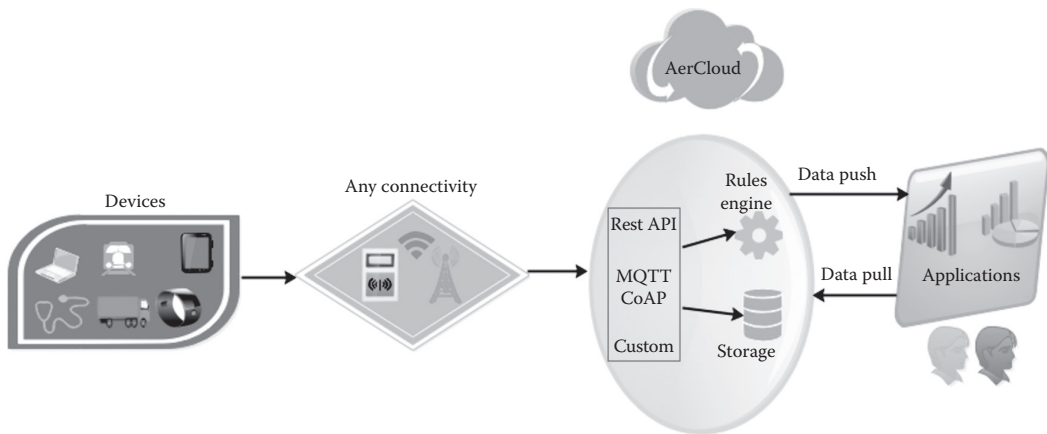 AerCloud
Devices
Any connectivity
Rest API
MQTT
CoAP
Custom
Rules
engine
Storage
Data push
Data pull
Applications